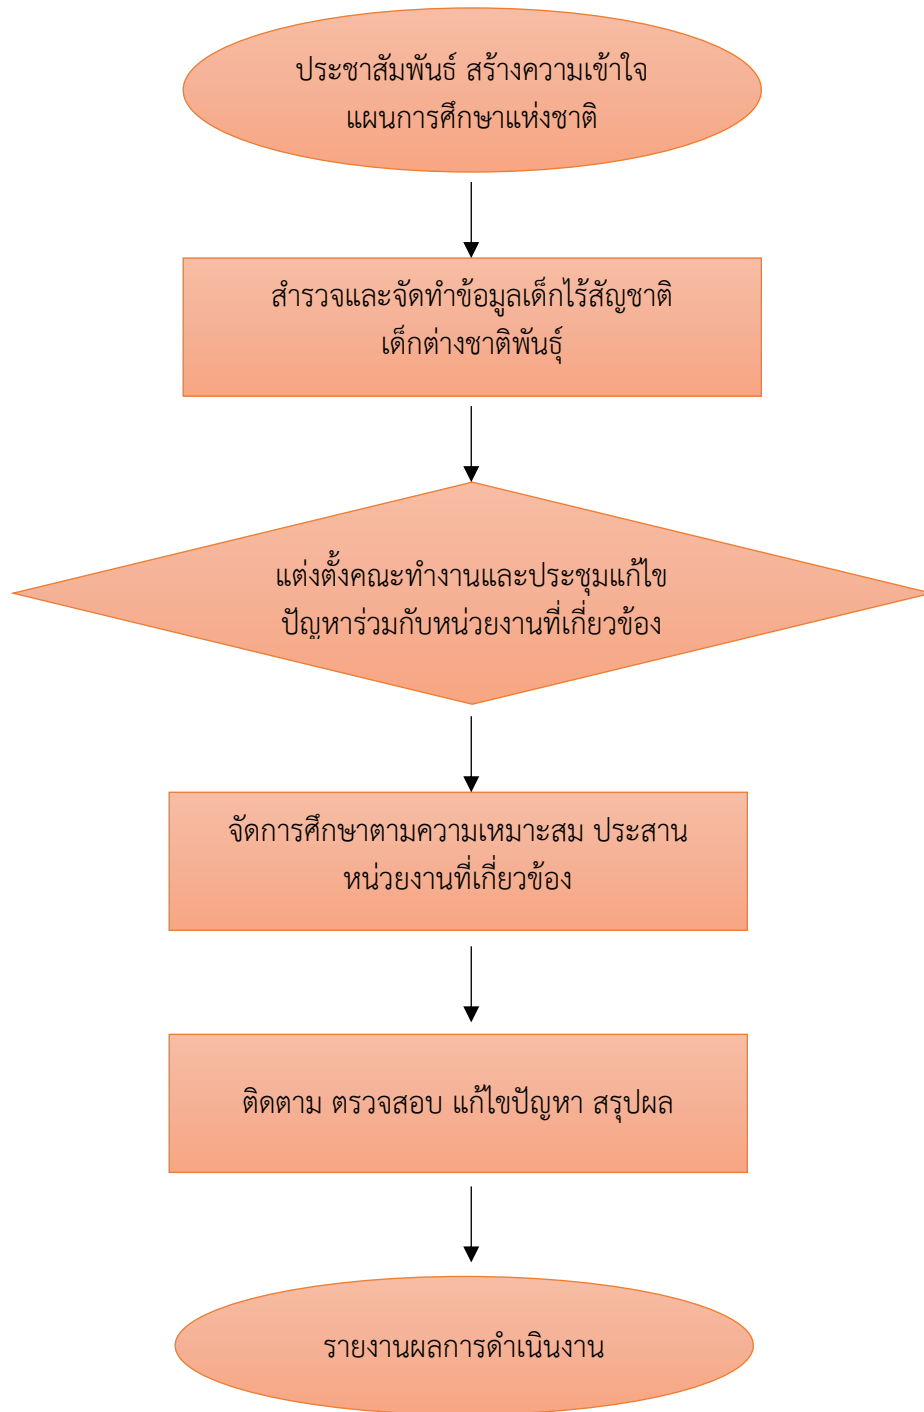 ประชาสัมพันธ์ สร้างความเข้าใจ
แผนการศึกษาแห่งชาติ
สำรวจและจัดทำข้อมูลเด็กไร้สัญชาติ
เด็กต่างชาติพันธุ์
แต่งตั้งคณะทำงานและประชุมแก้ไข
ปัญหาร่วมกับหน่วยงานที่เกี่ยวข้อง
จัดการศึกษาตามความเหมาะสม ประสาน
หน่วยงานที่เกี่ยวข้อง
ติดตาม ตรวจสอบ แก้ไขปัญหา สรุปผล
รายงานผลการดำเนินงาน